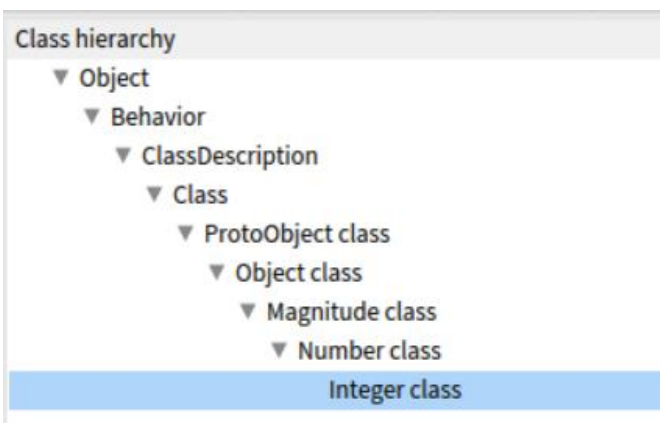 Class hierarchy
Object
Behavior
ClassDescription
Class
ProtoObject class
Object class
Magnitude class
Number class
Integer class